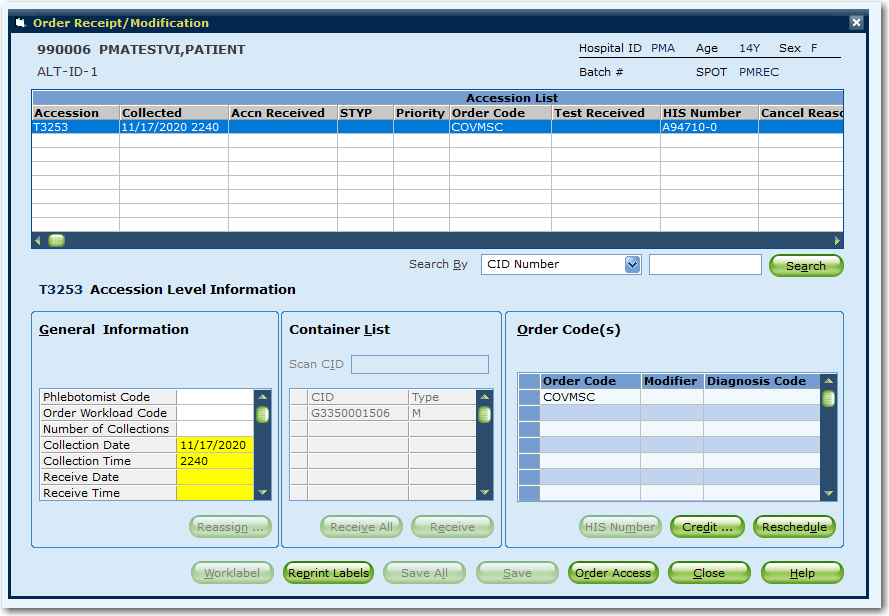 Order Receipt/Modification
990006 PMATESTVI,PATIENT
Hospital ID PMA Age 14Y Sex F
ALT-ID-1
Batch # SPOT PMREC
Accession List
Accession Collected Accn Received STYP Priority Order Code Test Received HIS Number Cancel Reaso
T3253 11/17/2020 2240 COVMSC A94710-0
Search By CID Number Search
T3253 Accession Level Information
General Information
Phlebotomist Code
Order Workload Code
Number of Collections
Collection Date 11/17/2020
Collection Time 2240
Receive Date
Receive Time
Reassign ...
Container List
Scan CID
CID Type
G3350001506 M
Receive All Receive
Order Code(s)
Order Code Modifier Diagnosis Code
COVMSC
HIS Number Credit ... Reschedule
Worklabel Reprint Labels Save All Save Order Access Close Help